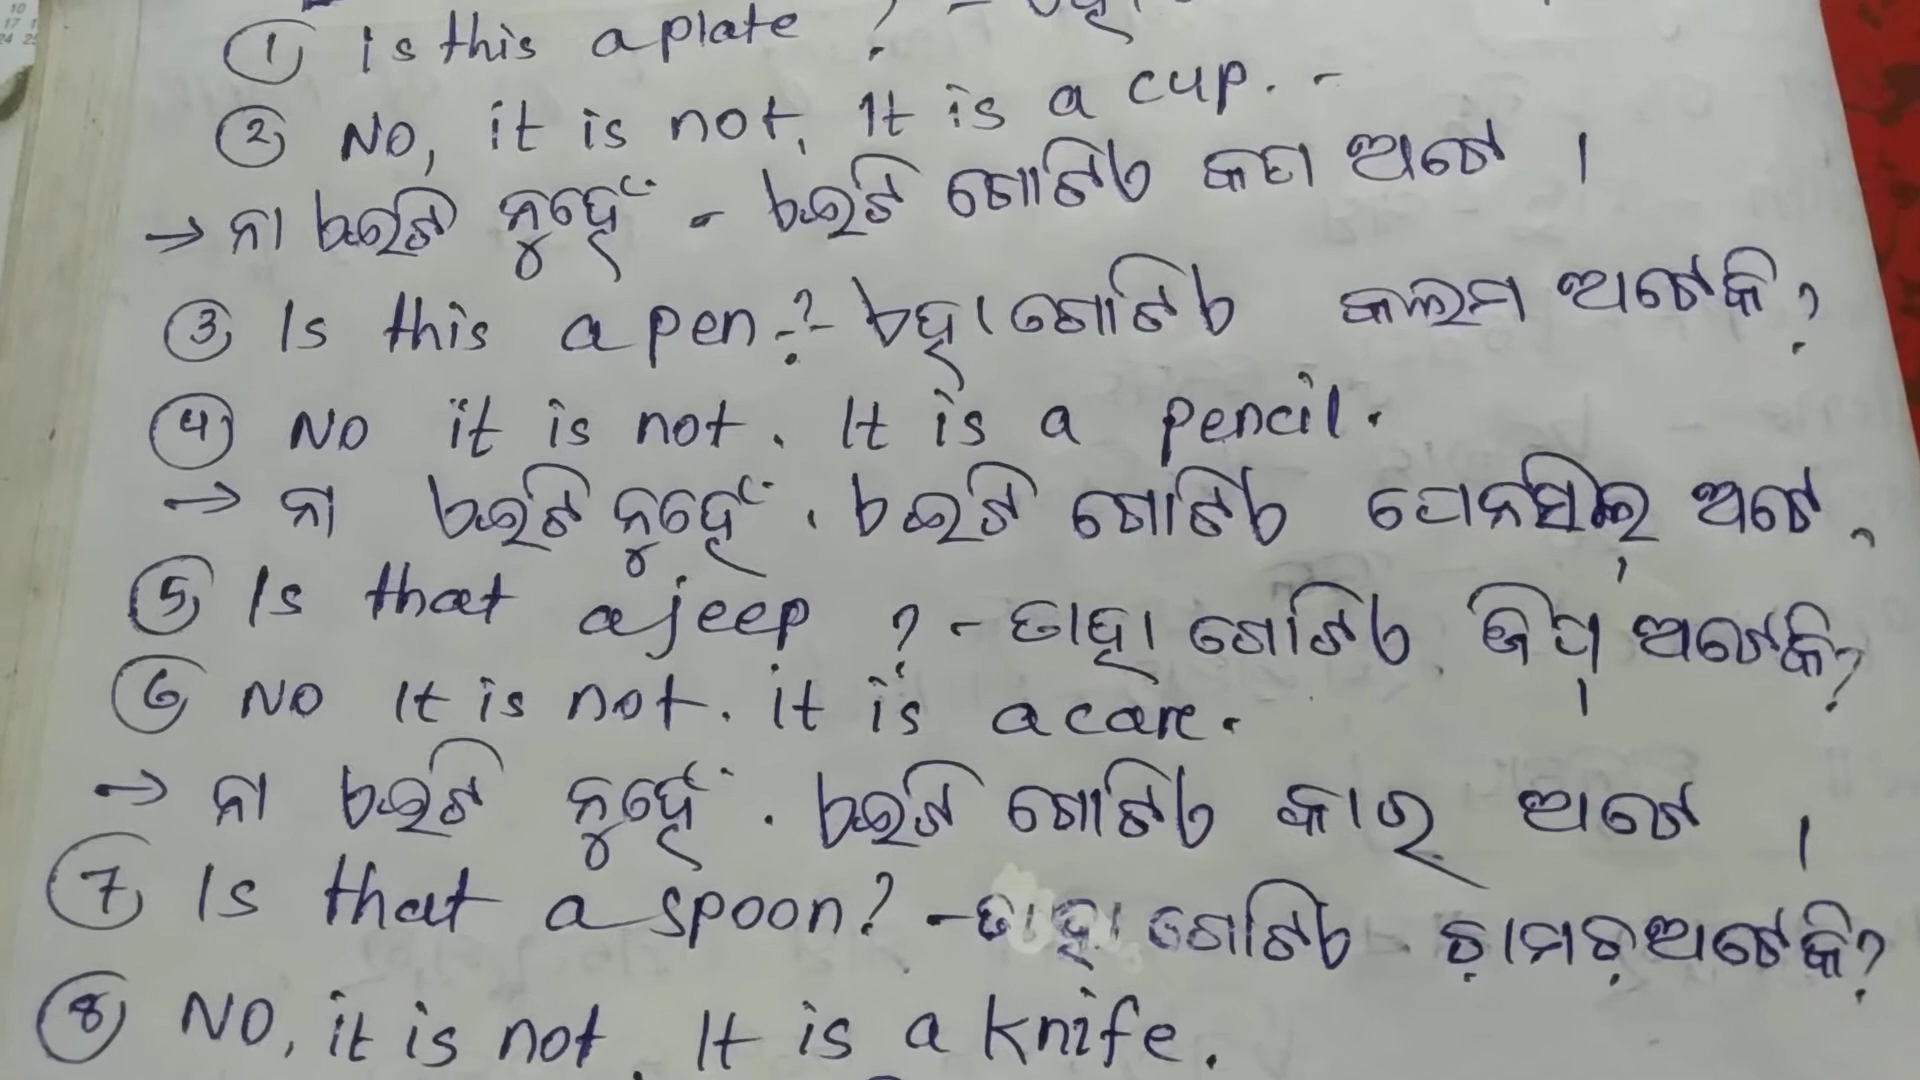 ① is this a plate ?
② NO, it is not, It is a cup. -
→ ନା ଏଇଟି ନୁହେଁ - ଏଇଟି ଗୋଟିଏ କପ ଅଟେ ।
③ Is this a pen ? - ଏହା ଗୋଟିଏ କଲମ ଅଟେକି ?
④ NO it is not. It is a pencil.
→ ନା ଏଇଟି ନୁହେଁ . ଏଇଟି ଗୋଟିଏ ପେନସିଲ୍ ଅଟେ .
⑤ Is that a jeep ? - ତାହା ଗୋଟିଏ ଜିପ୍ ଅଟେକି ?
⑥ NO It is not. it is a care.
→ ନା ଏଇଟି ନୁହେଁ . ଏଇଟି ଗୋଟିଏ କାର୍ ଅଟେ ।
⑦ Is that a spoon? - ତାହା ଗୋଟିଏ ଚାମଚ ଅଟେକି ?
⑧ NO, it is not. It is a knife.